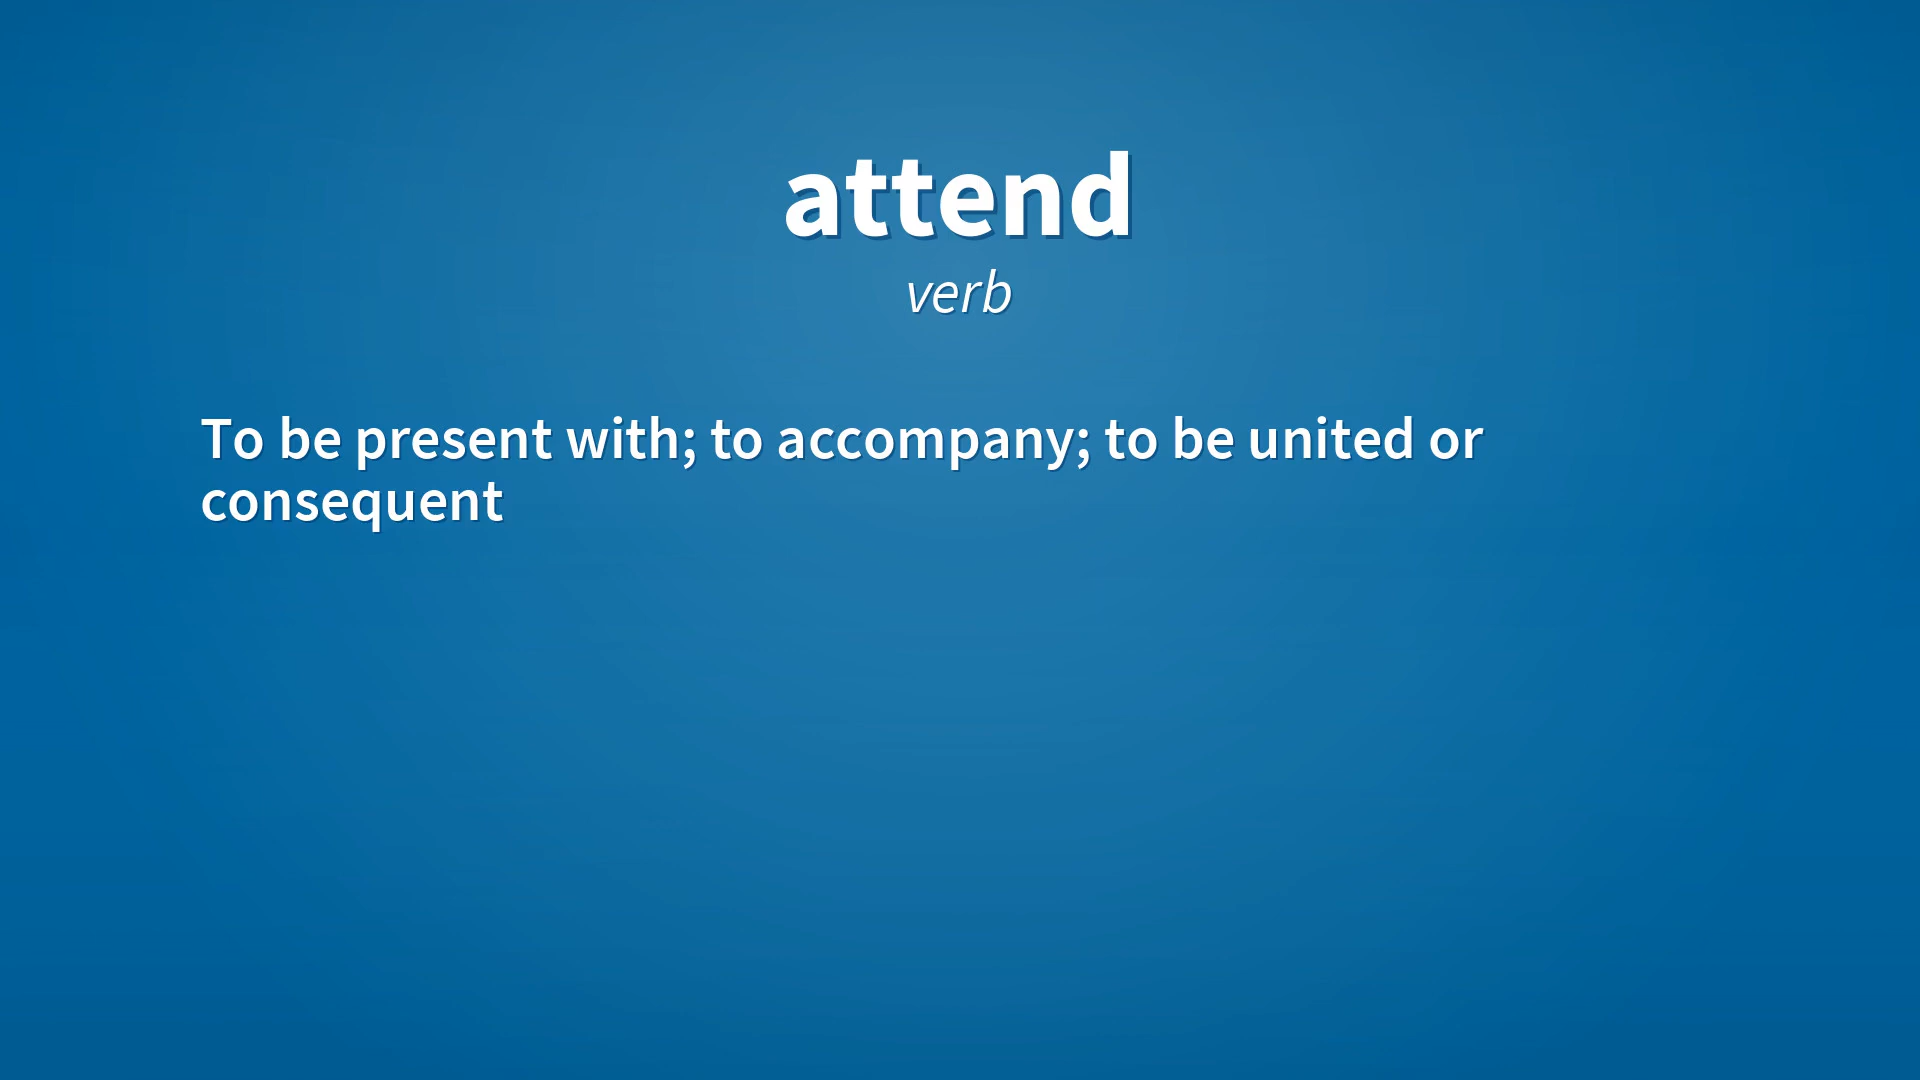 attend
verb
To be present with; to accompany; to be united or
consequent